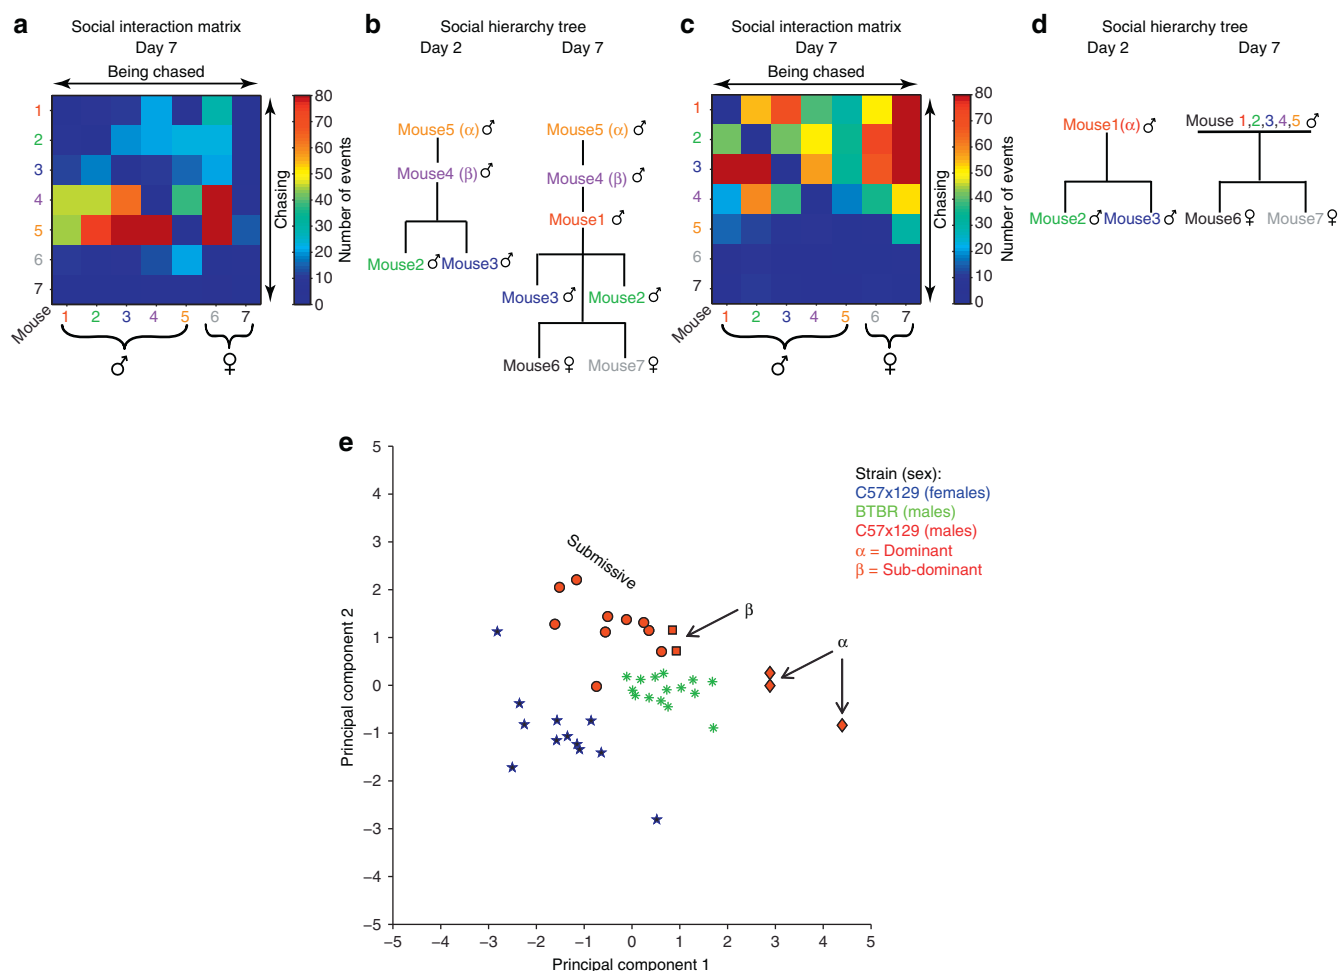 a
Social interaction matrix
Day 7
Being chased
1
2
3
4
5
6
7
Mouse
1 2 3 4 5 6 7
♂ ♀
Chasing
80
70
60
50
40
30
20
10
0
Number of events
b
Social hierarchy tree
Day 2 Day 7
Mouse5 (α) ♂
Mouse4 (β) ♂
Mouse2 ♂ Mouse3 ♂
Mouse5 (α) ♂
Mouse4 (β) ♂
Mouse1 ♂
Mouse3 ♂ Mouse2 ♂
Mouse6 ♀ Mouse7 ♀
c
Social interaction matrix
Day 7
Being chased
1
2
3
4
5
6
7
Mouse
1 2 3 4 5 6 7
♂ ♀
Chasing
80
70
60
50
40
30
20
10
0
Number of events
d
Social hierarchy tree
Day 2 Day 7
Mouse1(α) ♂
Mouse2 ♂ Mouse3 ♂
Mouse 1,2,3,4,5 ♂
Mouse6 ♀ Mouse7 ♀
e
5
4
3
2
1
0
−1
−2
−3
−4
−5
Principal component 2
−5 −4 −3 −2 −1 0 1 2 3 4 5
Principal component 1
Submissive
β
α
Strain (sex):
C57x129 (females)
BTBR (males)
C57x129 (males)
α = Dominant
β = Sub-dominant